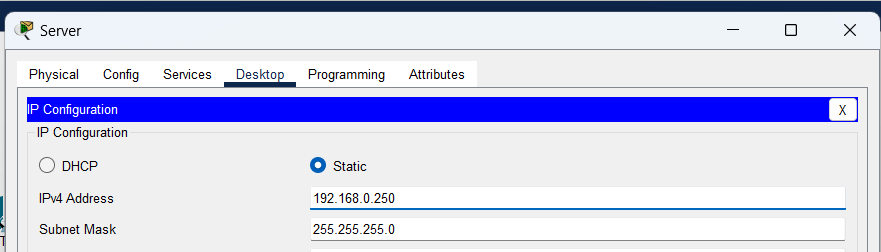 Server
Physical Config Services Desktop Programming Attributes
IP Configuration X
IP Configuration
DHCP Static
IPv4 Address 192.168.0.250
Subnet Mask 255.255.255.0